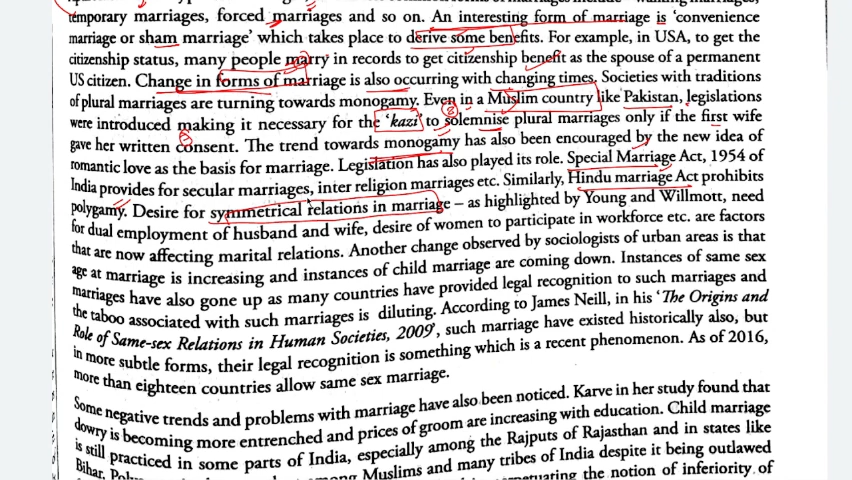 temporary marriages, forced marriages and so on. An interesting form of marriage is 'convenience
marriage or sham marriage' which takes place to derive some benefits. For example, in USA, to get the
citizenship status, many people marry in records to get citizenship benefit as the spouse of a permanent
US citizen. Change in forms of marriage is also occurring with changing times. Societies with traditions
of plural marriages are turning towards monogamy. Even in a Muslim country like Pakistan, legislations
were introduced making it necessary for the 'kazi' to solemnise plural marriages only if the first wife
gave her written consent. The trend towards monogamy has also been encouraged by the new idea of
romantic love as the basis for marriage. Legislation has also played its role. Special Marriage Act, 1954 of
India provides for secular marriages, inter religion marriages etc. Similarly, Hindu marriage Act prohibits
polygamy. Desire for symmetrical relations in marriage – as highlighted by Young and Willmott, need
for dual employment of husband and wife, desire of women to participate in workforce etc. are factors
that are now affecting marital relations. Another change observed by sociologists of urban areas is that
age at marriage is increasing and instances of child marriage are coming down. Instances of same sex
marriages have also gone up as many countries have provided legal recognition to such marriages and
the taboo associated with such marriages is diluting. According to James Neill, in his 'The Origins and
Role of Same-sex Relations in Human Societies, 2009', such marriage have existed historically also, but
in more subtle forms, their legal recognition is something which is a recent phenomenon. As of 2016,
more than eighteen countries allow same sex marriage.
Some negative trends and problems with marriage have also been noticed. Karve in her study found that
dowry is becoming more entrenched and prices of groom are increasing with education. Child marriage
is still practiced in some parts of India, especially among the Rajputs of Rajasthan and in states like
Bihar, Muslims and many tribes of India despite it being outlawed
the notion of inferiority of